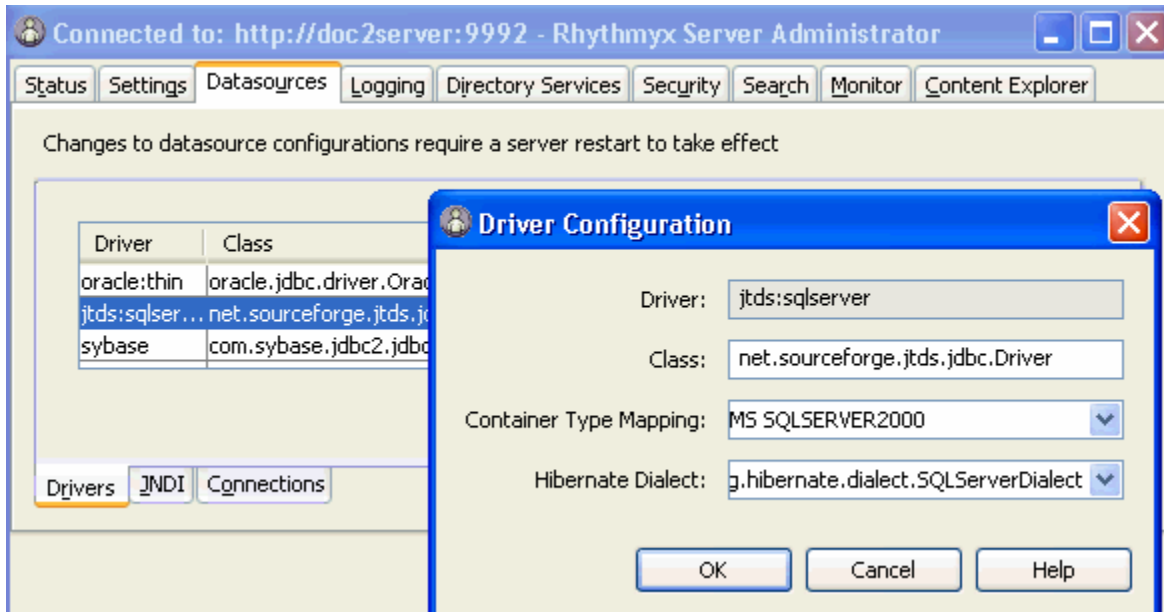 Connected to: http://doc2server:9992 - Rhythmyx Server Administrator
Status Settings Datasources Logging Directory Services Security Search Monitor Content Explorer
Changes to datasource configurations require a server restart to take effect
Driver Class
oracle:thin oracle.jdbc.driver.Orac
jtds:sqlser... net.sourceforge.jtds.jd
sybase com.sybase.jdbc2.jdbc
Drivers JNDI Connections
Driver Configuration
Driver: jtds:sqlserver
Class: net.sourceforge.jtds.jdbc.Driver
Container Type Mapping: MS SQLSERVER2000
Hibernate Dialect: g.hibernate.dialect.SQLServerDialect
OK Cancel Help